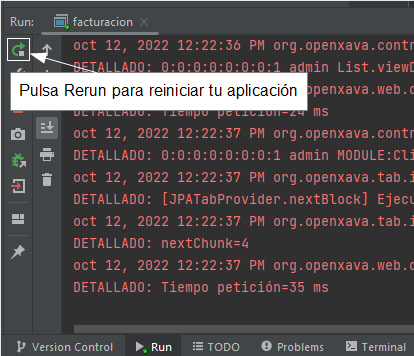 Run: facturacion
oct 12, 2022 12:22:36 PM org.openxava.contr
DETALLADO: 0:0:0:0:0:0:0:1 admin List.viewD
Pulsa Rerun para reiniciar tu aplicación
org.openxava.web.d
DETALLADO: Tiempo petición=24 ms
oct 12, 2022 12:22:37 PM org.openxava.contr
DETALLADO: 0:0:0:0:0:0:0:1 admin MODULE:Cli
oct 12, 2022 12:22:37 PM org.openxava.tab.i
DETALLADO: [JPATabProvider.nextBlock] Ejecu
oct 12, 2022 12:22:37 PM org.openxava.tab.i
DETALLADO: nextChunk=4
oct 12, 2022 12:22:37 PM org.openxava.web.d
DETALLADO: Tiempo petición=35 ms
Version Control Run TODO Problems Terminal